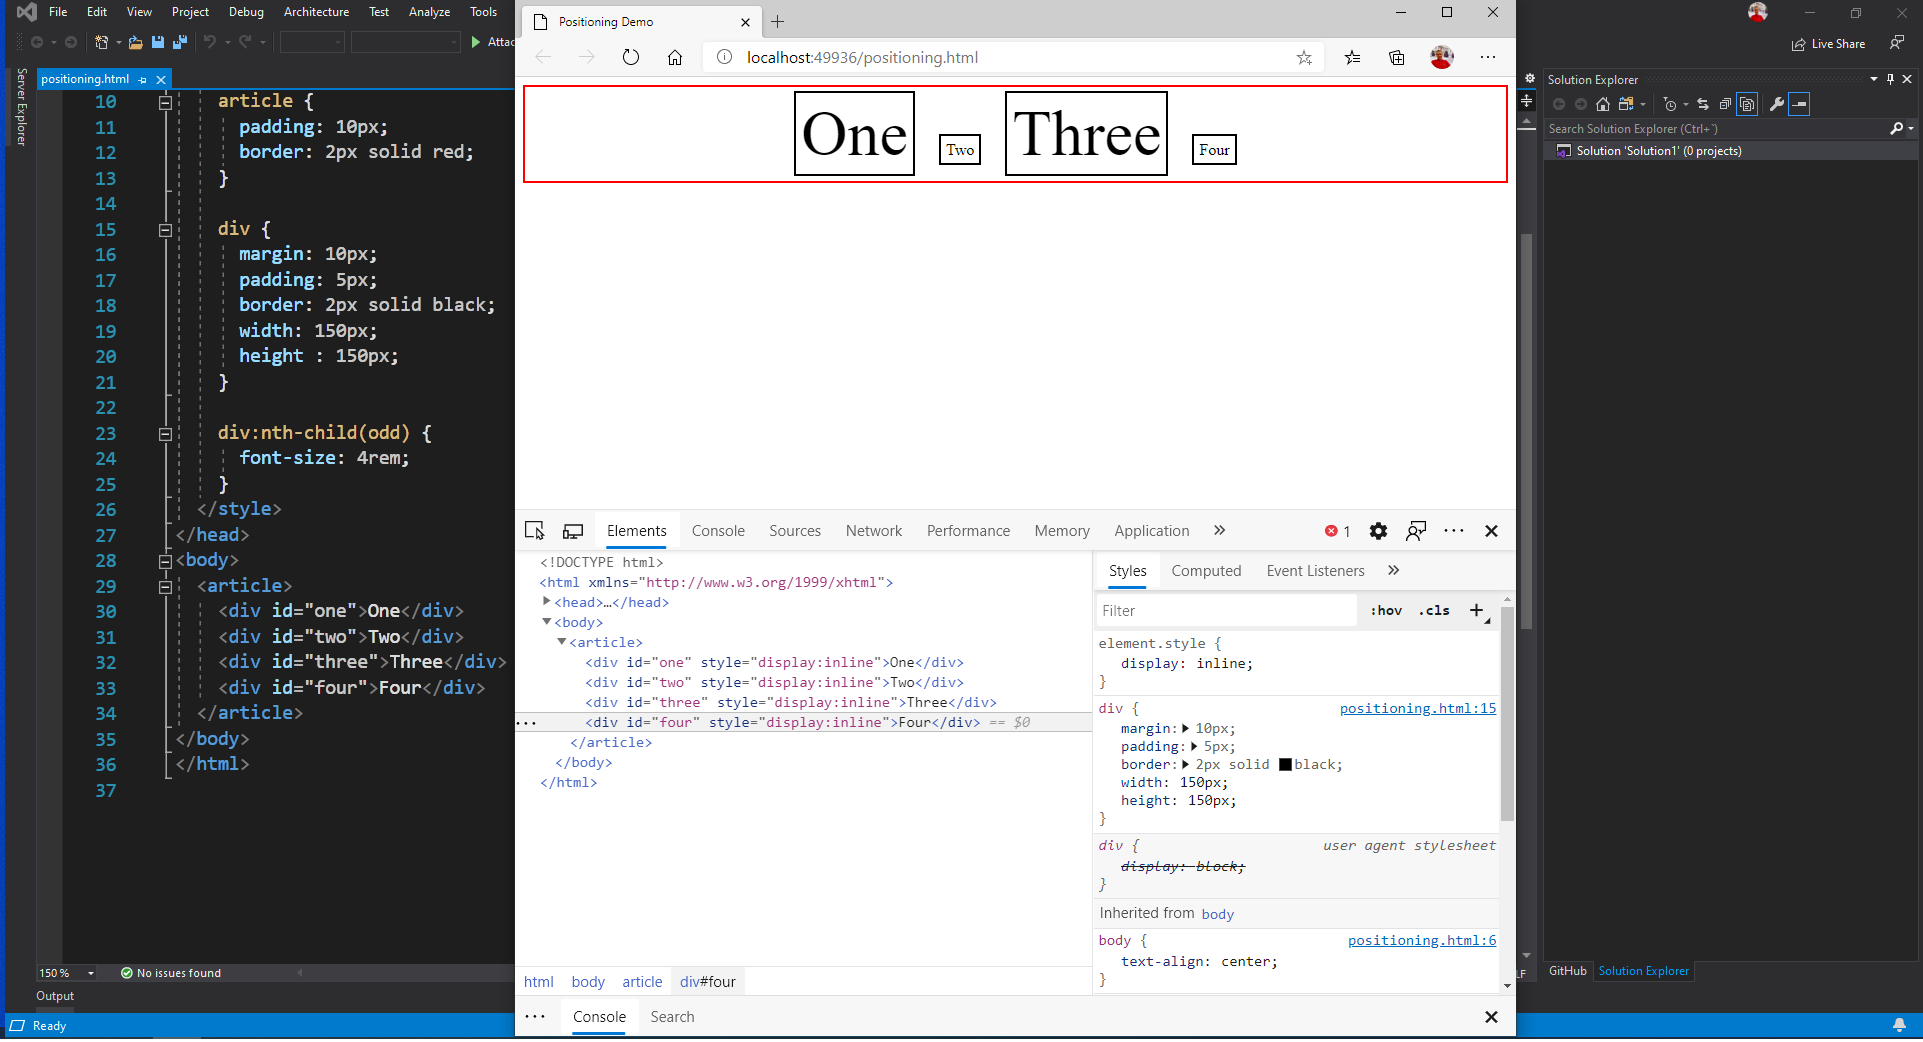 File Edit View Project Debug Architecture Test Analyze Tools
Attac
Server Explorer
positioning.html
10 article {
11 padding: 10px;
12 border: 2px solid red;
13 }
14
15 div {
16 margin: 10px;
17 padding: 5px;
18 border: 2px solid black;
19 width: 150px;
20 height : 150px;
21 }
22
23 div:nth-child(odd) {
24 font-size: 4rem;
25 }
26 </style>
27 </head>
28 <body>
29 <article>
30 <div id="one">One</div>
31 <div id="two">Two</div>
32 <div id="three">Three</div>
33 <div id="four">Four</div>
34 </article>
35 </body>
36 </html>
37
150 % No issues found
Output
Ready
Positioning Demo
localhost:49936/positioning.html
One Two Three Four
Elements Console Sources Network Performance Memory Application » 1
<!DOCTYPE html>
<html xmlns="http://www.w3.org/1999/xhtml">
<head>…</head>
<body>
<article>
<div id="one" style="display:inline">One</div>
<div id="two" style="display:inline">Two</div>
<div id="three" style="display:inline">Three</div>
<div id="four" style="display:inline">Four</div> == $0
</article>
</body>
</html>
html body article div#four
Styles Computed Event Listeners »
Filter :hov .cls +
element.style {
display: inline;
}
div { positioning.html:15
margin: 10px;
padding: 5px;
border: 2px solid black;
width: 150px;
height: 150px;
}
div { user agent stylesheet
display: block;
}
Inherited from body
body { positioning.html:6
text-align: center;
}
Console Search
Live Share
Solution Explorer
Search Solution Explorer (Ctrl+`)
Solution 'Solution1' (0 projects)
LF
GitHub Solution Explorer